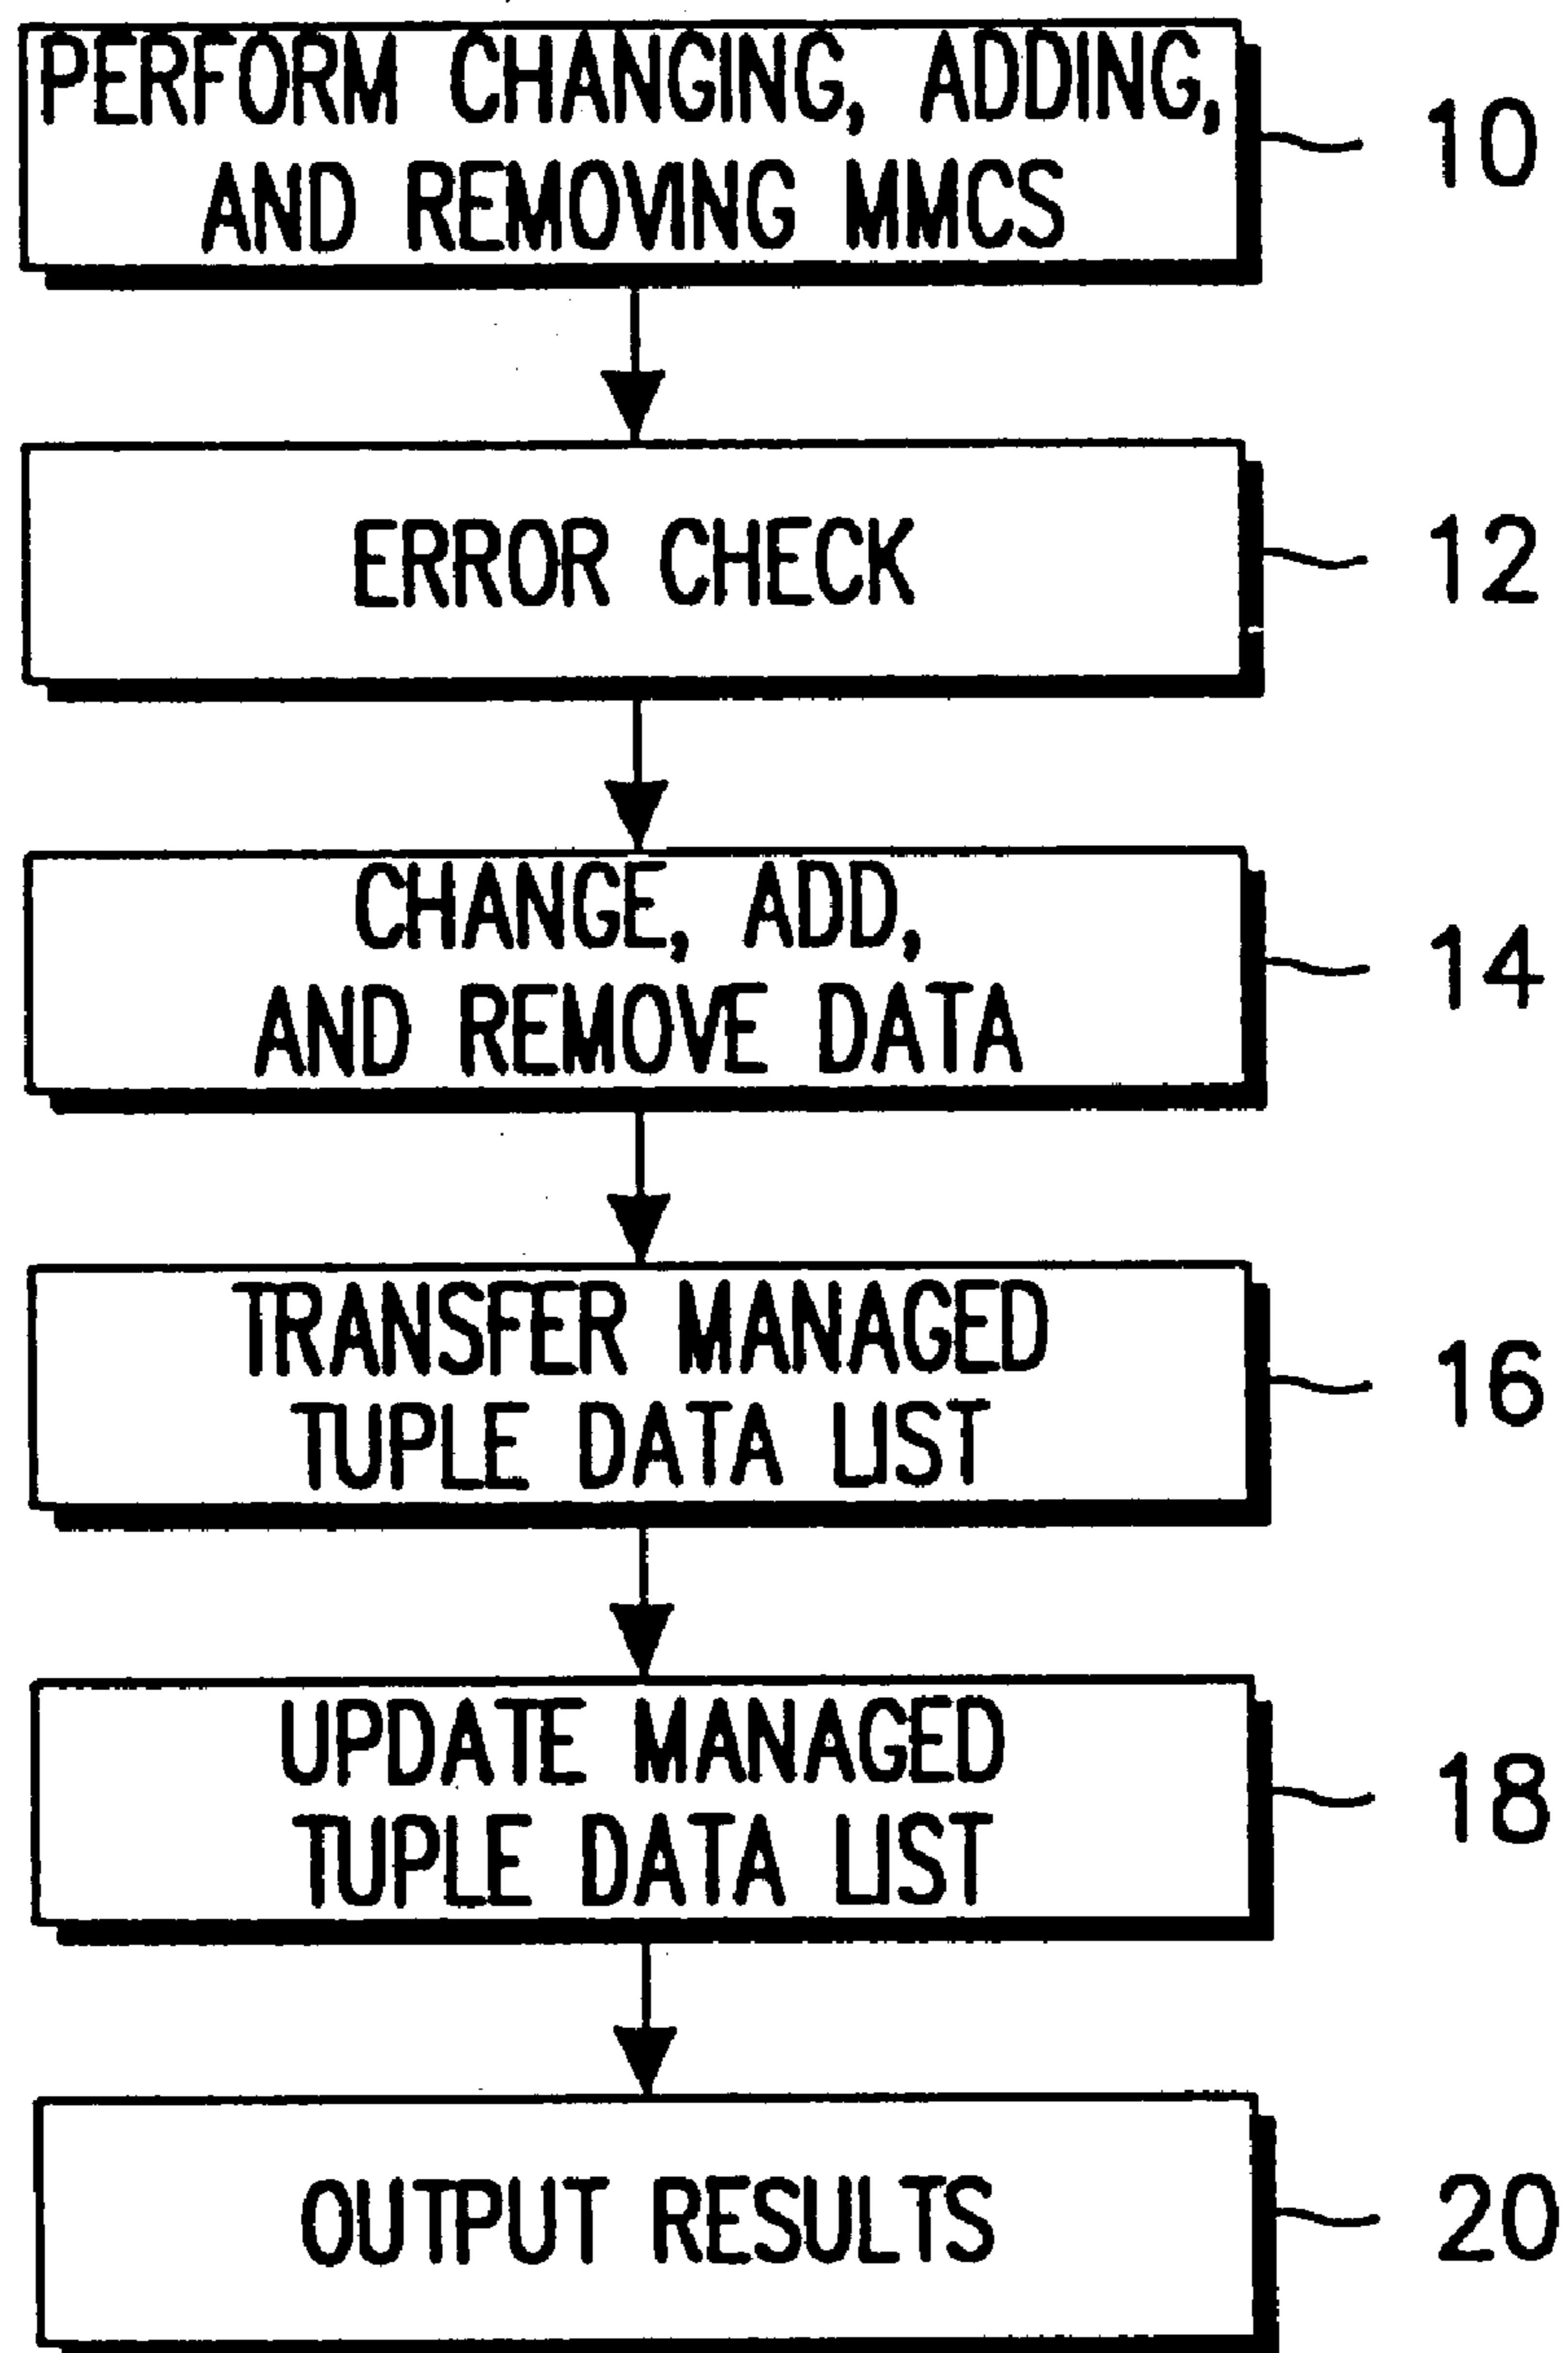 PERFORM CHANGING, ADDING,
AND REMOVING MMCS
10
ERROR CHECK
12
CHANGE, ADD,
AND REMOVE DATA
14
TRANSFER MANAGED
TUPLE DATA LIST
16
UPDATE MANAGED
TUPLE DATA LIST
18
OUTPUT RESULTS
20